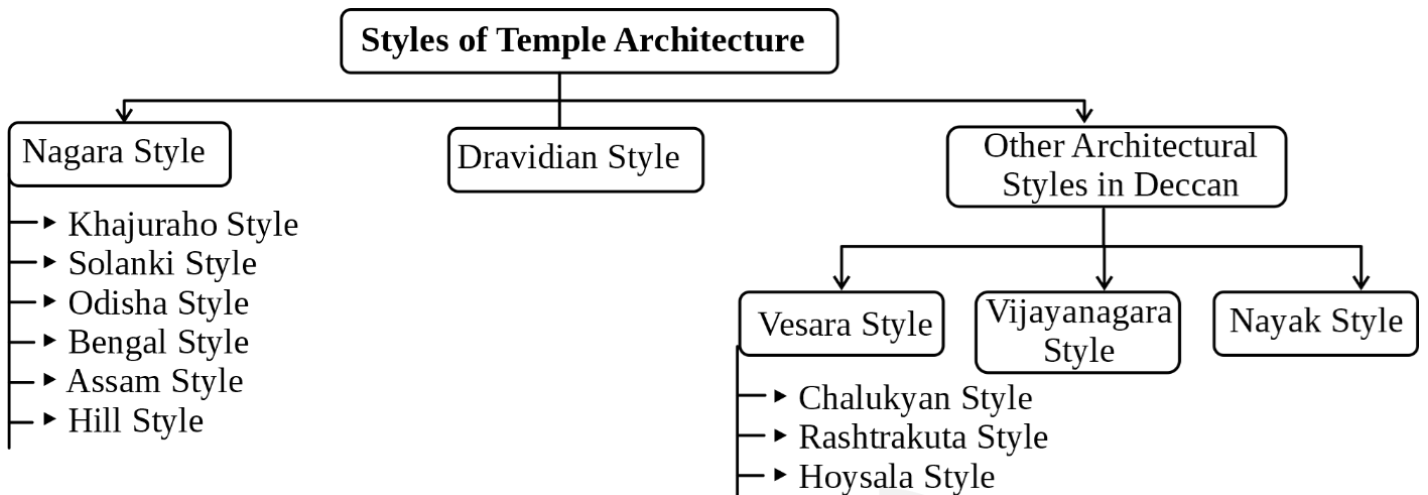 Styles of Temple Architecture
Nagara Style
Dravidian Style
Other Architectural
Styles in Deccan
Khajuraho Style
Solanki Style
Odisha Style
Bengal Style
Assam Style
Hill Style
Vesara Style
Vijayanagara
Style
Nayak Style
Chalukyan Style
Rashtrakuta Style
Hoysala Style